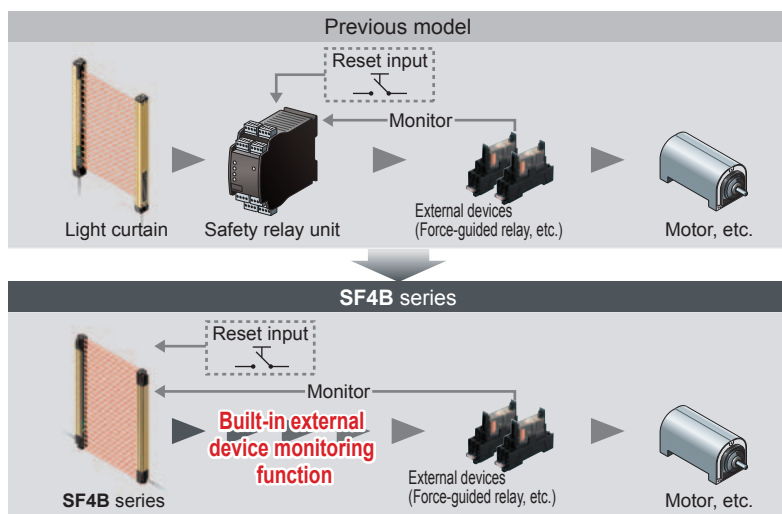 Previous model
Reset input
Monitor
Light curtain
Safety relay unit
External devices
(Force-guided relay, etc.)
Motor, etc.
SF4B series
Reset input
Monitor
Built-in external
device monitoring
function
SF4B series
External devices
(Force-guided relay, etc.)
Motor, etc.